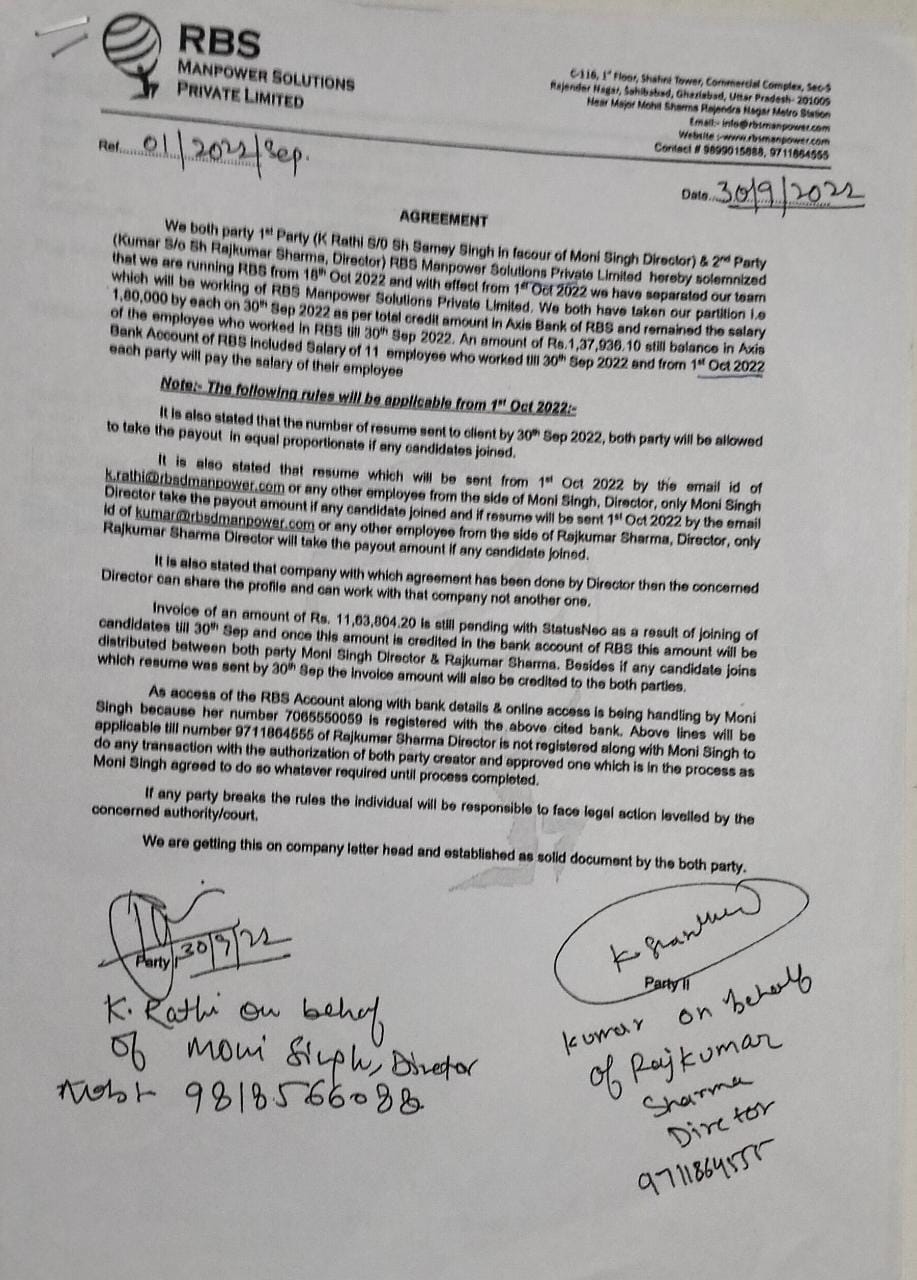 RBS
MANPOWER SOLUTIONS
PRIVATE LIMITED
C-116, 1st Floor, Shahni Tower, Commercial Complex, Sec-5
Rajender Nagar, Sahibabad, Ghaziabad, Uttar Pradesh- 201005
Near Major Mohit Sharma Rajendra Nagar Metro Station
Email:- info@rbsmanpower.com
Website :-www.rbsmanpower.com
Contact # 9899015888, 9711864555
Ref....01/2022/Sep.
Date...30/9/2022
AGREEMENT
We both party 1st Party (K Rathi S/0 Sh Samey Singh in facour of Moni Singh Director) & 2nd Party
(Kumar S/o Sh Rajkumar Sharma, Director) RBS Manpower Solutions Private Limited hereby solemnized
that we are running RBS from 18th Oct 2022 and with effect from 1st Oct 2022 we have separated our team
which will be working of RBS Manpower Solutions Private Limited. We both have taken our partition i.e
1,80,000 by each on 30th Sep 2022 as per total credit amount in Axis Bank of RBS and remained the salary
of the employee who worked in RBS till 30th Sep 2022. An amount of Rs.1,37,936.10 still balance in Axis
Bank Account of RBS included Salary of 11 employee who worked till 30th Sep 2022 and from 1st Oct 2022
each party will pay the salary of their employee
Note:- The following rules will be applicable from 1st Oct 2022:-
It is also stated that the number of resume sent to client by 30th Sep 2022, both party will be allowed
to take the payout in equal proportionate if any candidates joined.
It is also stated that resume which will be sent from 1st Oct 2022 by the email id of
k.rathi@rbsdmanpower.com or any other employee from the side of Moni Singh, Director, only Moni Singh
Director take the payout amount if any candidate joined and if resume will be sent 1st Oct 2022 by the email
id of kumar@rbsdmanpower.com or any other employee from the side of Rajkumar Sharma, Director, only
Rajkumar Sharma Director will take the payout amount if any candidate joined.
It is also stated that company with which agreement has been done by Director then the concerned
Director can share the profile and can work with that company not another one.
Invoice of an amount of Rs. 11,63,804.20 is still pending with StatusNeo as a result of joining of
candidates till 30th Sep and once this amount is credited in the bank account of RBS this amount will be
distributed between both party Moni Singh Director & Rajkumar Sharma. Besides if any candidate joins
which resume was sent by 30th Sep the invoice amount will also be credited to the both parties.
As access of the RBS Account along with bank details & online access is being handling by Moni
Singh because her number 7065550059 is registered with the above cited bank. Above lines will be
applicable till number 9711864555 of Rajkumar Sharma Director is not registered along with Moni Singh to
do any transaction with the authorization of both party creator and approved one which is in the process as
Moni Singh agreed to do so whatever required until process completed.
If any party breaks the rules the individual will be responsible to face legal action levelled by the
concerned authority/court.
We are getting this on company letter head and established as solid document by the both party.
30/9/22
Party I
K. Rathi on behaf
of Moni Singh, Director
Mob:- 9818566088
K Sharma
Party II
Kumar on behalf
of Rajkumar
Sharma
Director
9711864555